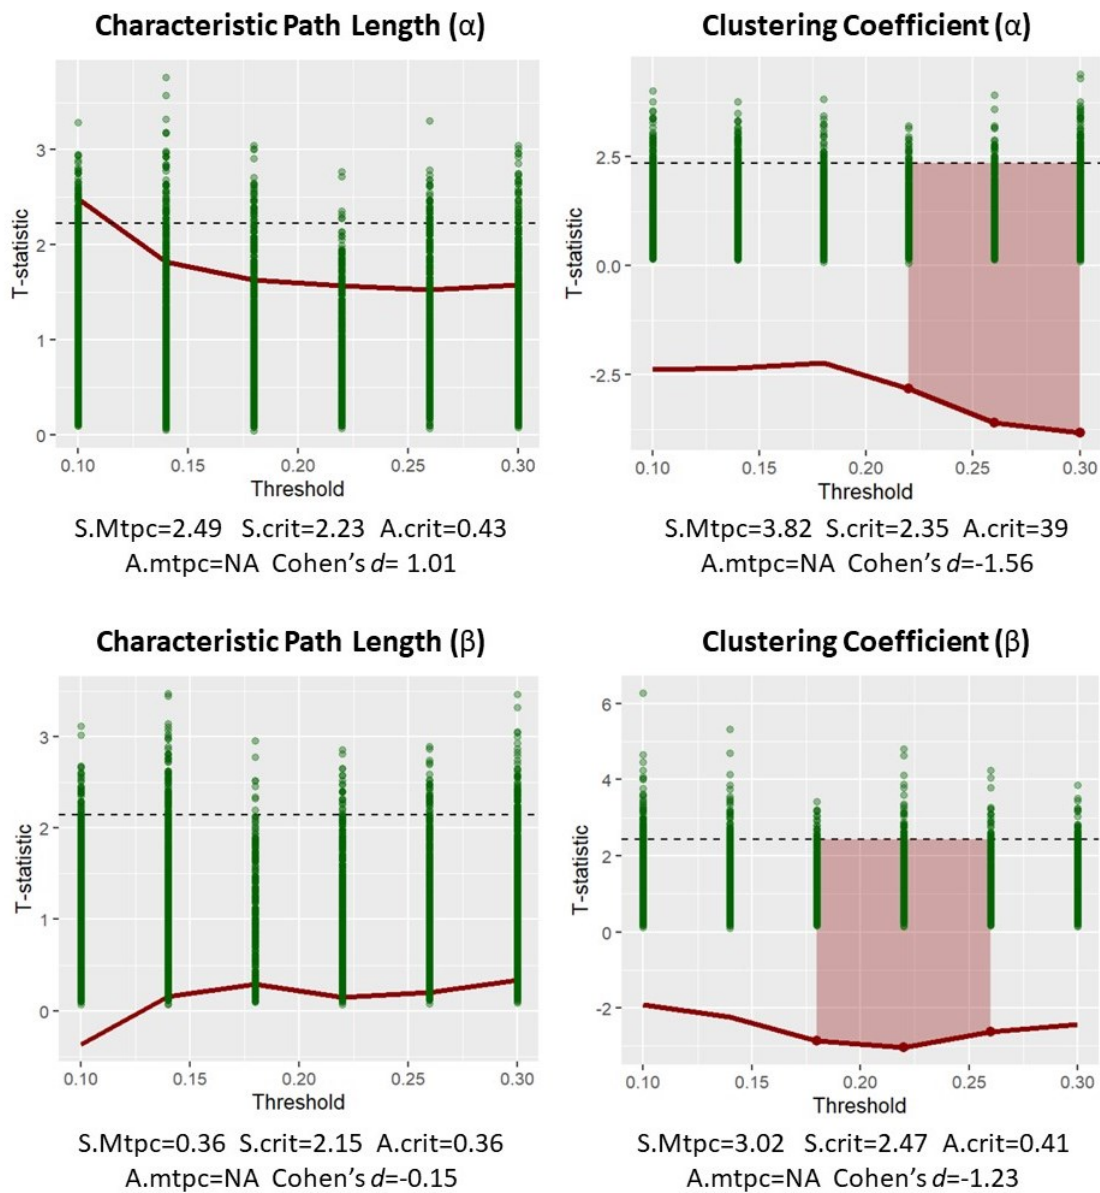 Characteristic Path Length (α)
T-statistic
3
2
1
0
0.10 0.15 0.20 0.25 0.30
Threshold
S.Mtpc=2.49 S.crit=2.23 A.crit=0.43
A.mtpc=NA Cohen's d= 1.01
Clustering Coefficient (α)
T-statistic
2.5
0.0
-2.5
0.10 0.15 0.20 0.25 0.30
Threshold
S.Mtpc=3.82 S.crit=2.35 A.crit=39
A.mtpc=NA Cohen's d=-1.56
Characteristic Path Length (β)
T-statistic
3
2
1
0
0.10 0.15 0.20 0.25 0.30
Threshold
S.Mtpc=0.36 S.crit=2.15 A.crit=0.36
A.mtpc=NA Cohen's d=-0.15
Clustering Coefficient (β)
T-statistic
6
4
2
0
-2
0.10 0.15 0.20 0.25 0.30
Threshold
S.Mtpc=3.02 S.crit=2.47 A.crit=0.41
A.mtpc=NA Cohen's d=-1.23